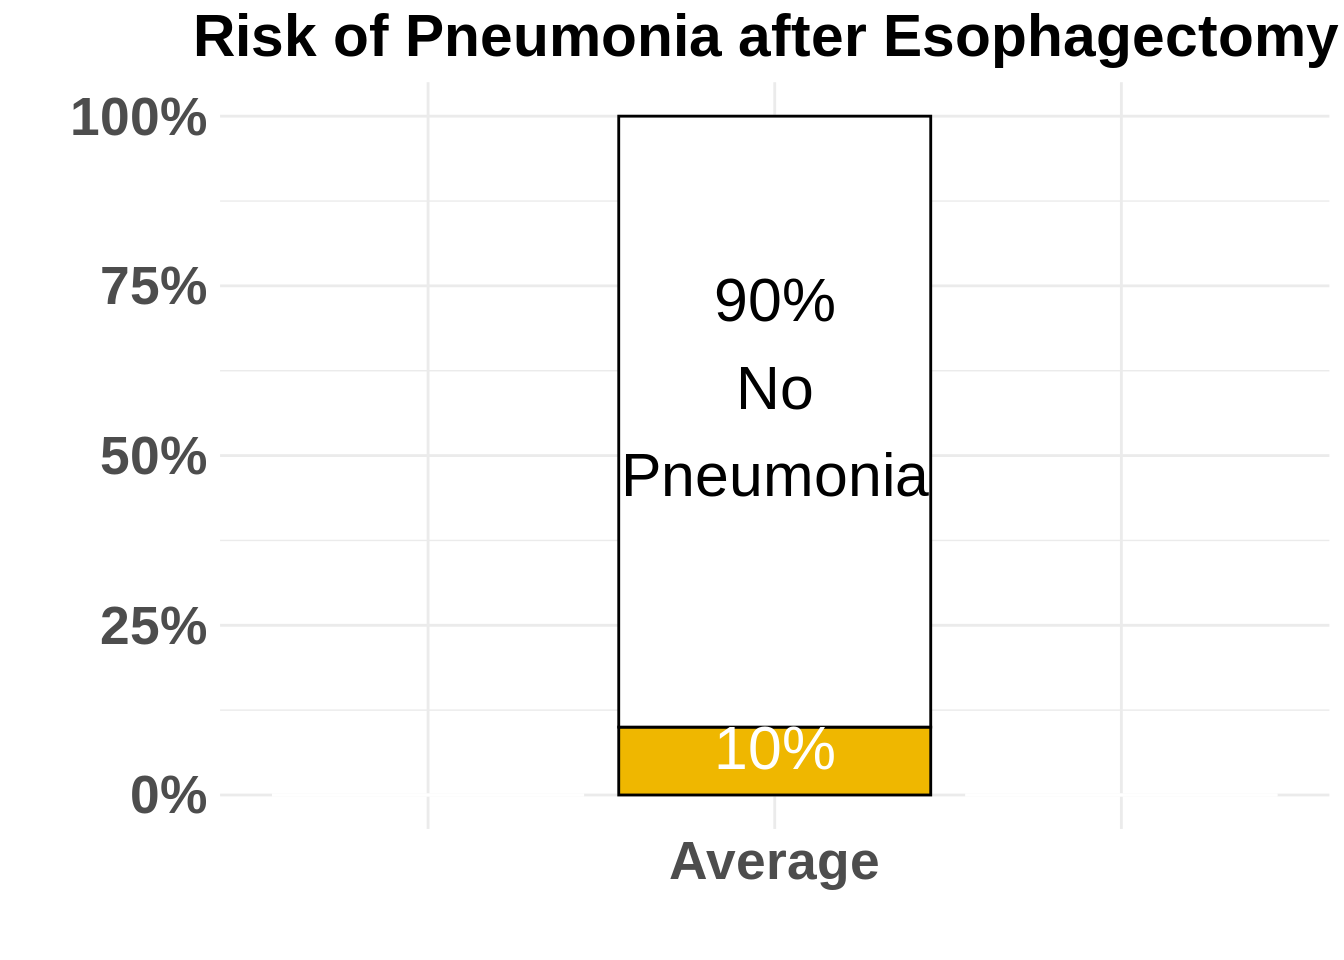 Risk of Pneumonia after Esophagectomy
100%
75%
50%
25%
0%
90%
No
Pneumonia
10%
Average